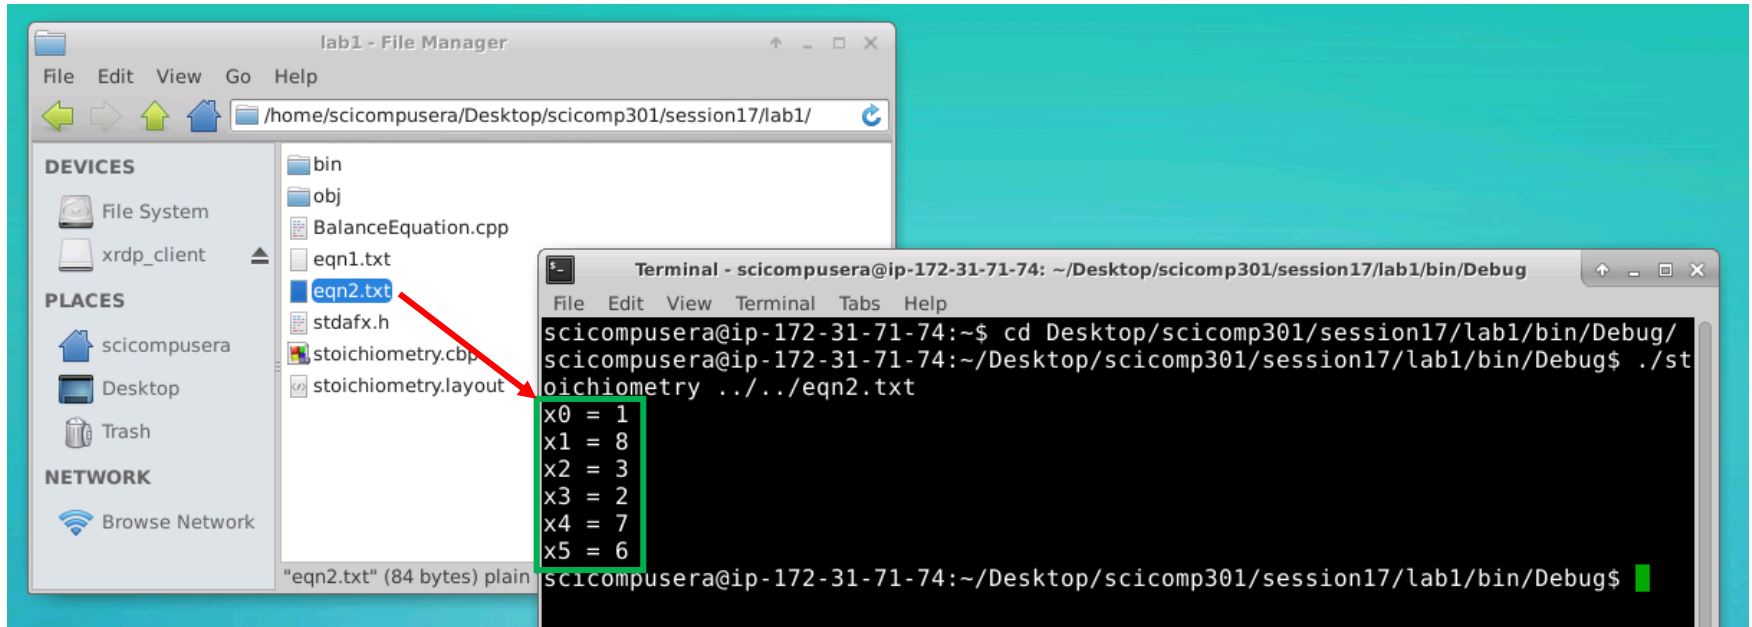 lab1 - File Manager
File Edit View Go Help
/home/scicompusera/Desktop/scicomp301/session17/lab1/
DEVICES
File System
xrdp_client
PLACES
scicompusera
Desktop
Trash
NETWORK
Browse Network
bin
obj
BalanceEquation.cpp
eqn1.txt
eqn2.txt
stdafx.h
stoichiometry.cbp
stoichiometry.layout
"eqn2.txt" (84 bytes) plain
Terminal - scicompusera@ip-172-31-71-74: ~/Desktop/scicomp301/session17/lab1/bin/Debug
File Edit View Terminal Tabs Help
scicompusera@ip-172-31-71-74:~$ cd Desktop/scicomp301/session17/lab1/bin/Debug/
scicompusera@ip-172-31-71-74:~/Desktop/scicomp301/session17/lab1/bin/Debug$ ./st
oichiometry ../../eqn2.txt
x0 = 1
x1 = 8
x2 = 3
x3 = 2
x4 = 7
x5 = 6
scicompusera@ip-172-31-71-74:~/Desktop/scicomp301/session17/lab1/bin/Debug$